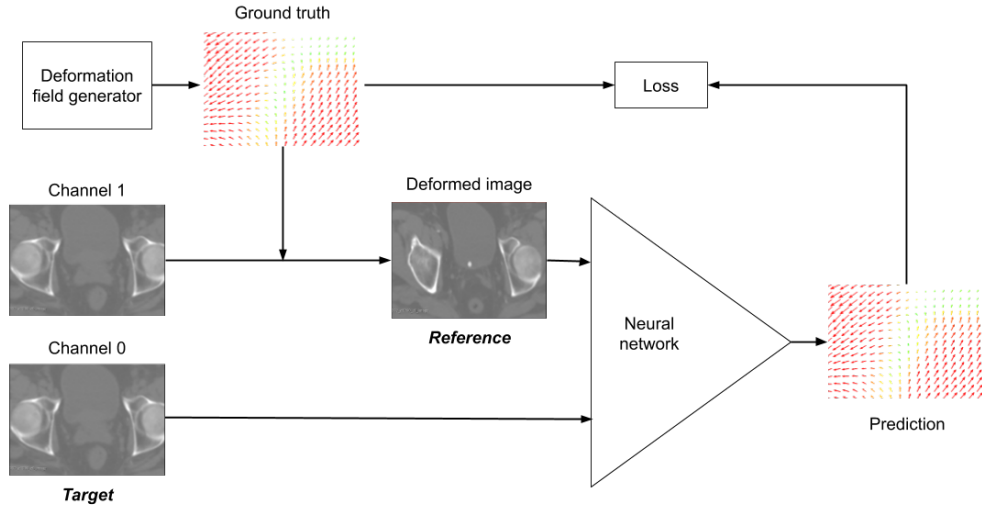 Ground truth
Deformation
field generator
Loss
Channel 1
Deformed image
Reference
Neural
network
Channel 0
Prediction
Target